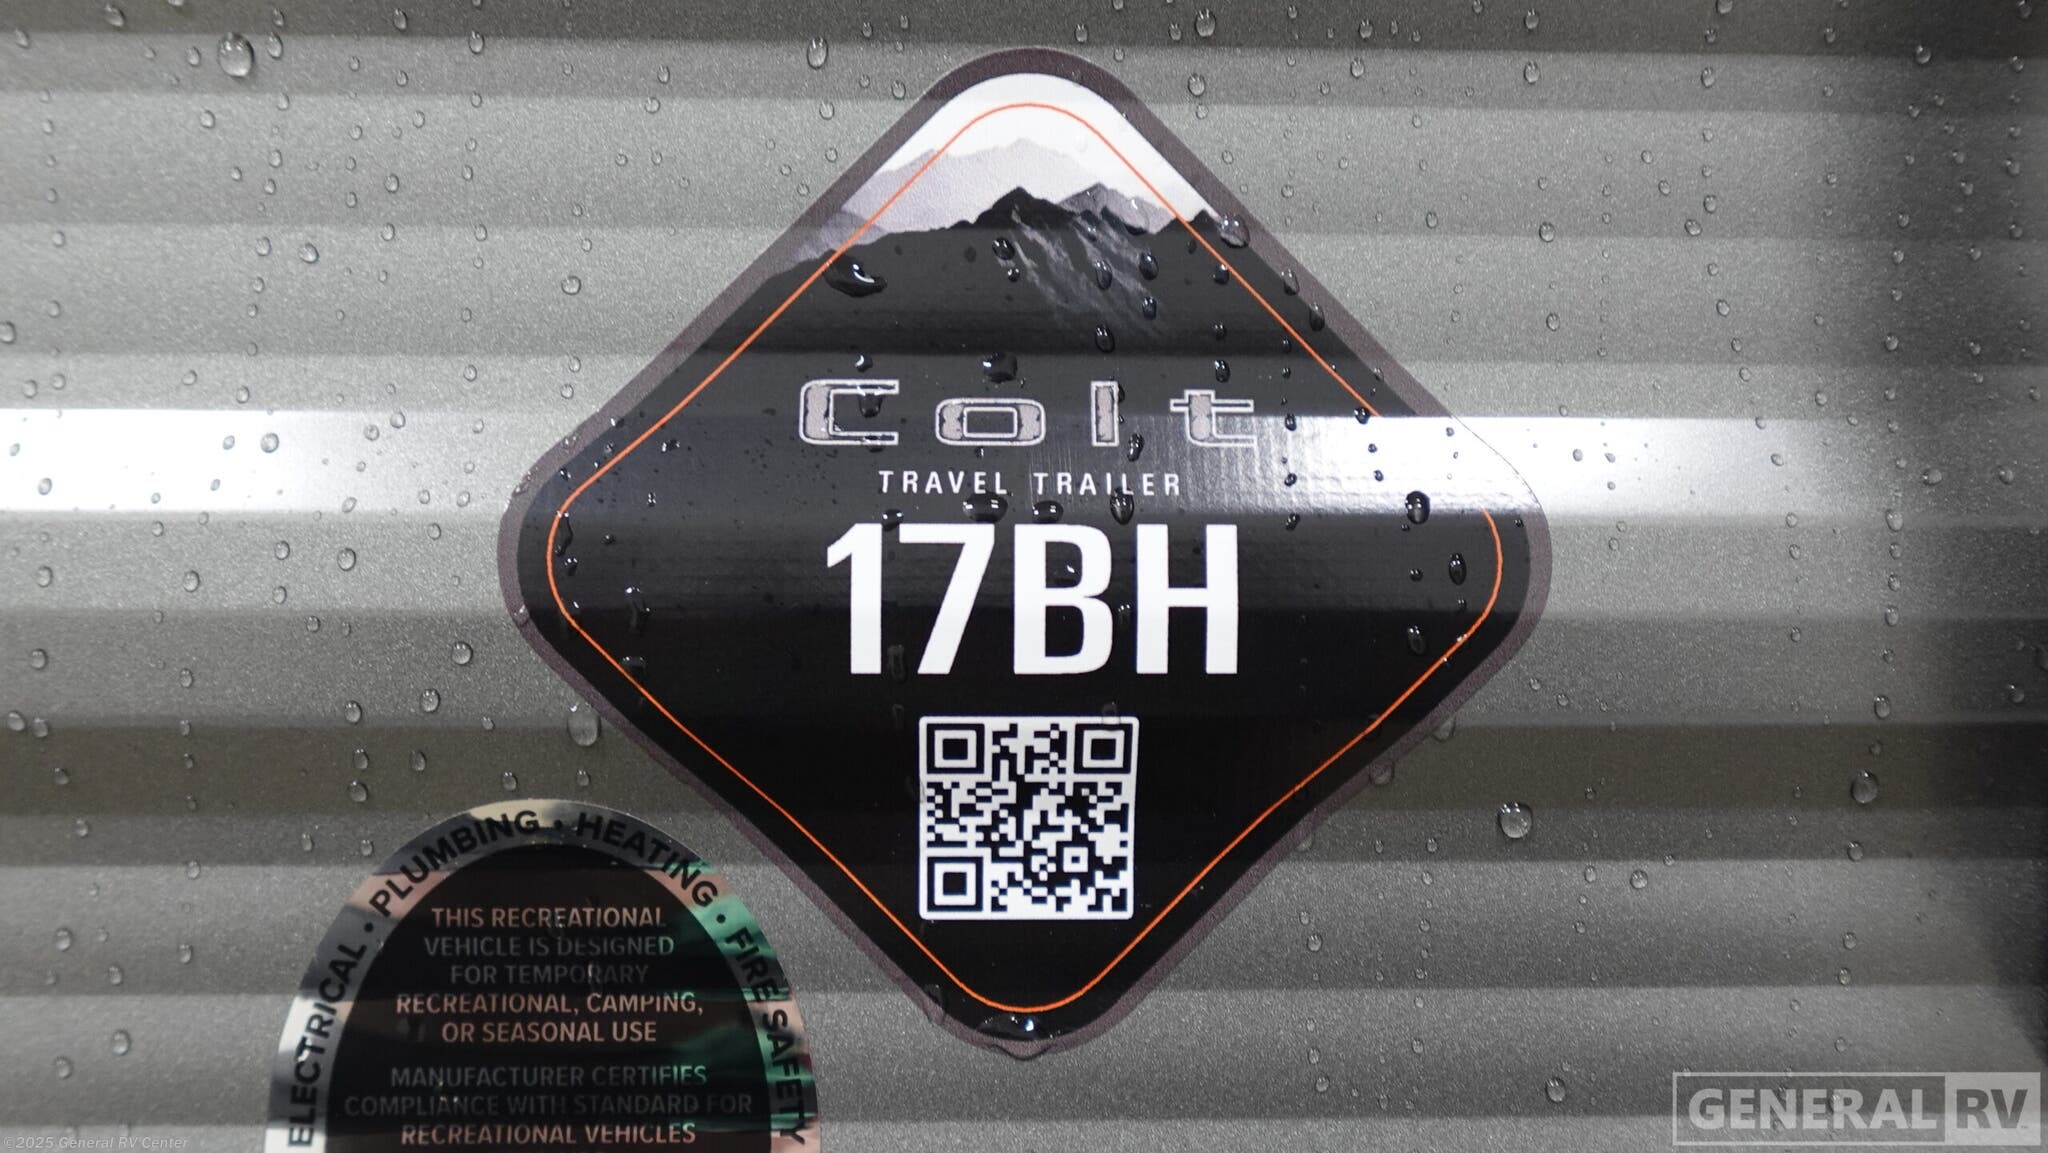 Colt
TRAVEL TRAILER
17BH
ELECTRICAL • PLUMBING • HEATING • FIRE SAFETY
THIS RECREATIONAL
VEHICLE IS DESIGNED
FOR TEMPORARY
RECREATIONAL, CAMPING,
OR SEASONAL USE
MANUFACTURER CERTIFIES
COMPLIANCE WITH STANDARD FOR
RECREATIONAL VEHICLES
©2025 General RV Center
GENERAL RV